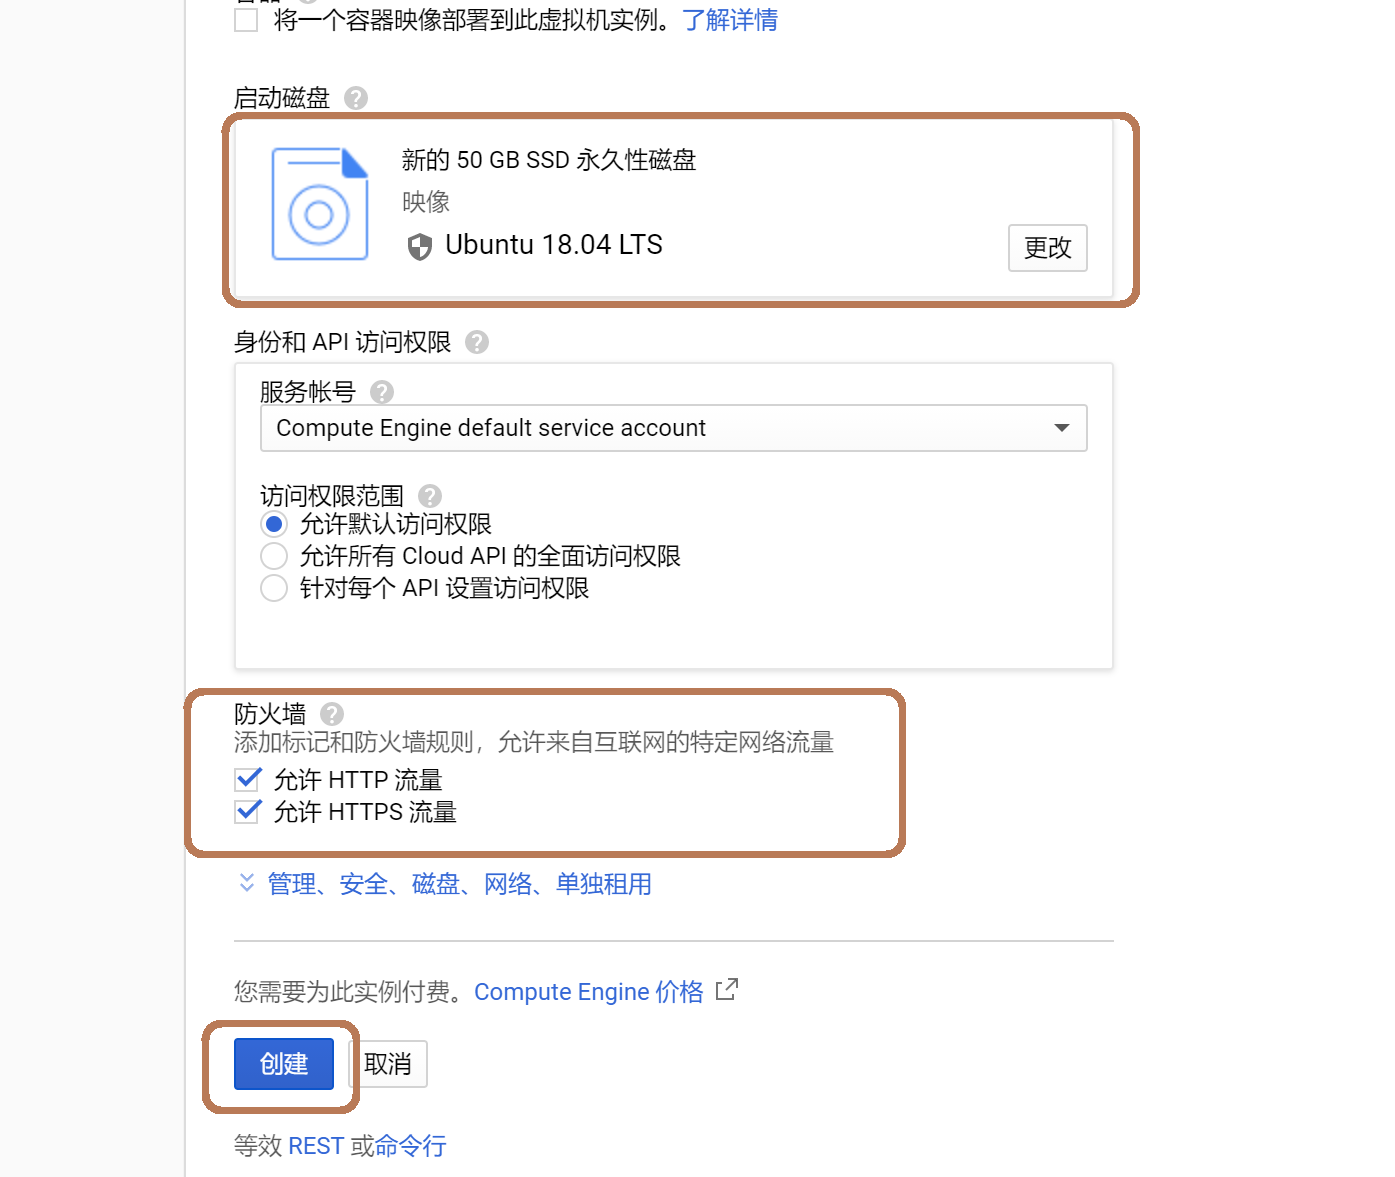 将一个容器映像部署到此虚拟机实例。了解详情
启动磁盘
新的 50 GB SSD 永久性磁盘
映像
Ubuntu 18.04 LTS
更改
身份和 API 访问权限
服务帐号
Compute Engine default service account
访问权限范围
允许默认访问权限
允许所有 Cloud API 的全面访问权限
针对每个 API 设置访问权限
防火墙
添加标记和防火墙规则，允许来自互联网的特定网络流量
允许 HTTP 流量
允许 HTTPS 流量
管理、安全、磁盘、网络、单独租用
您需要为此实例付费。Compute Engine 价格
创建 取消
等效 REST 或命令行